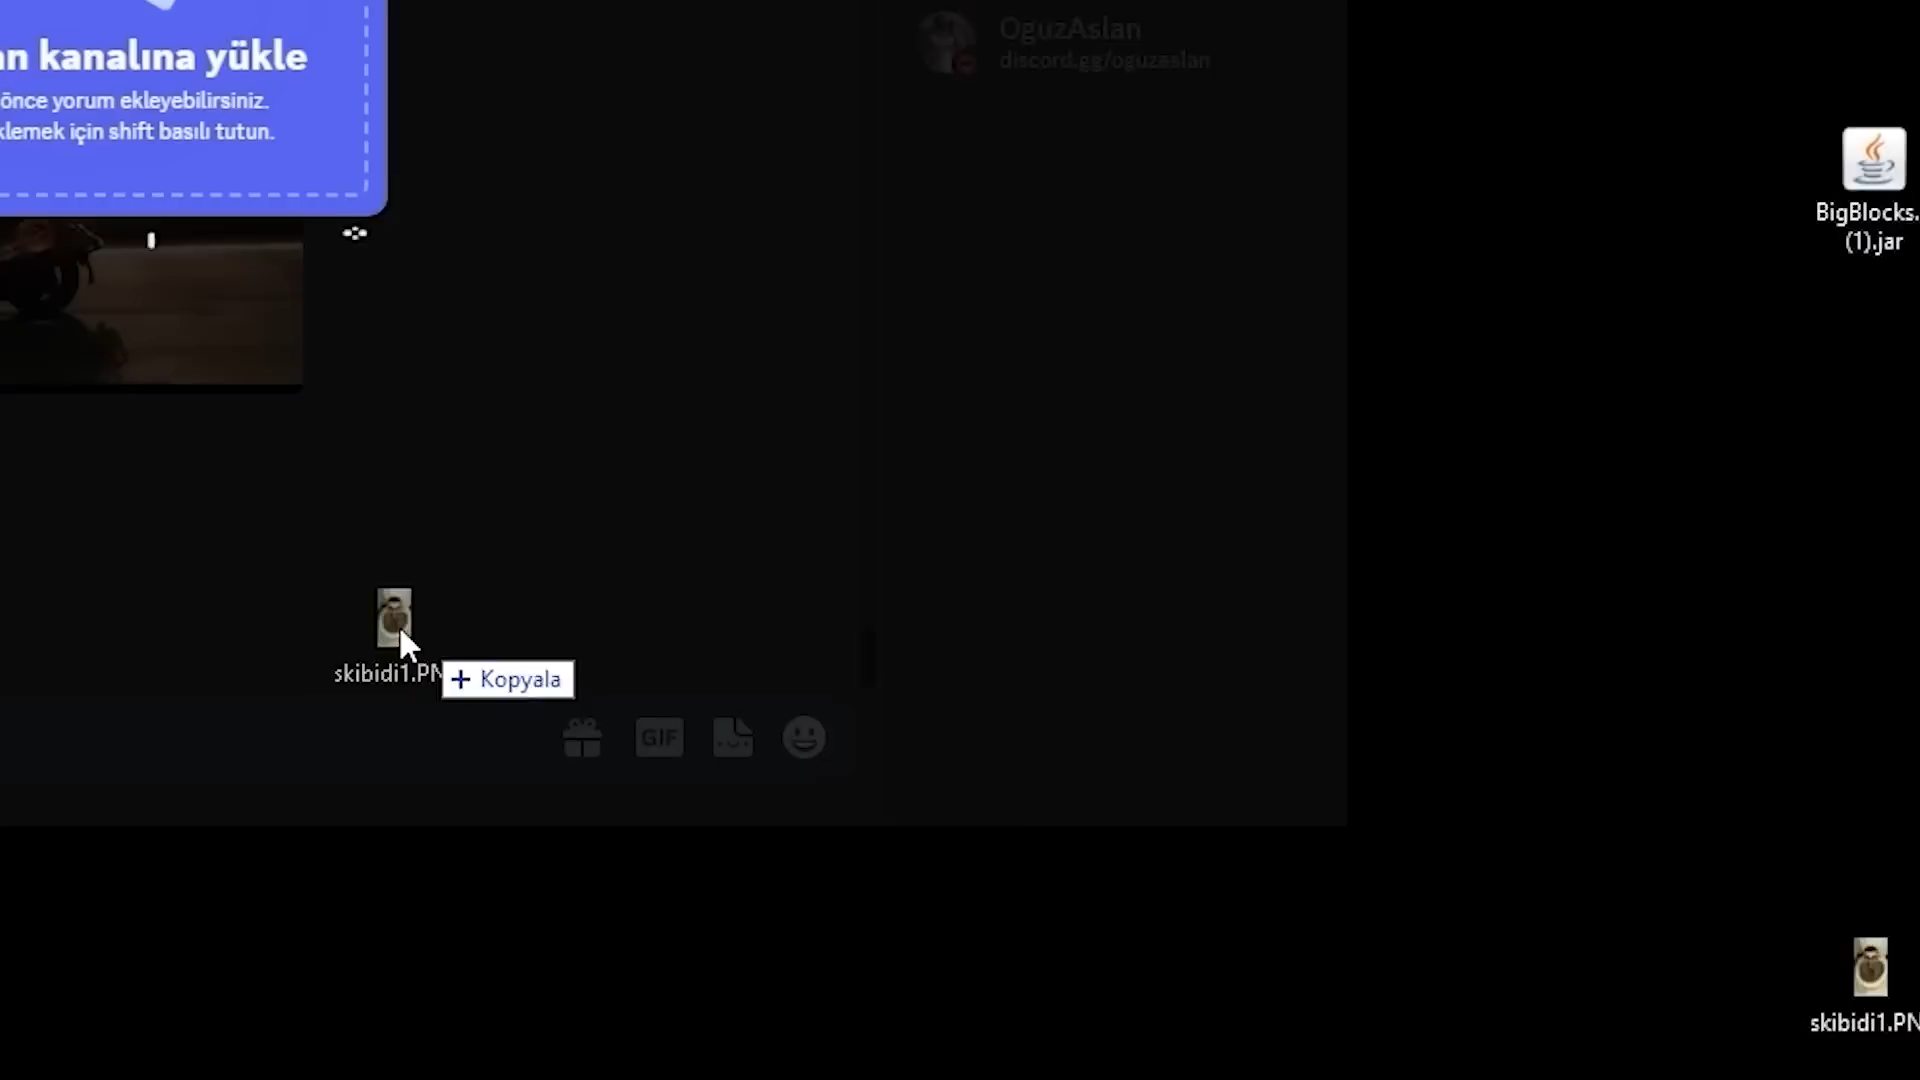 an kanalına yükle
önce yorum ekleyebilirsiniz.
klemek için shift basılı tutun.
OguzAslan
discord.gg/oguzaslan
BigBlocks.
(1).jar
skibidi1.PN
+ Kopyala
GIF
skibidi1.PN